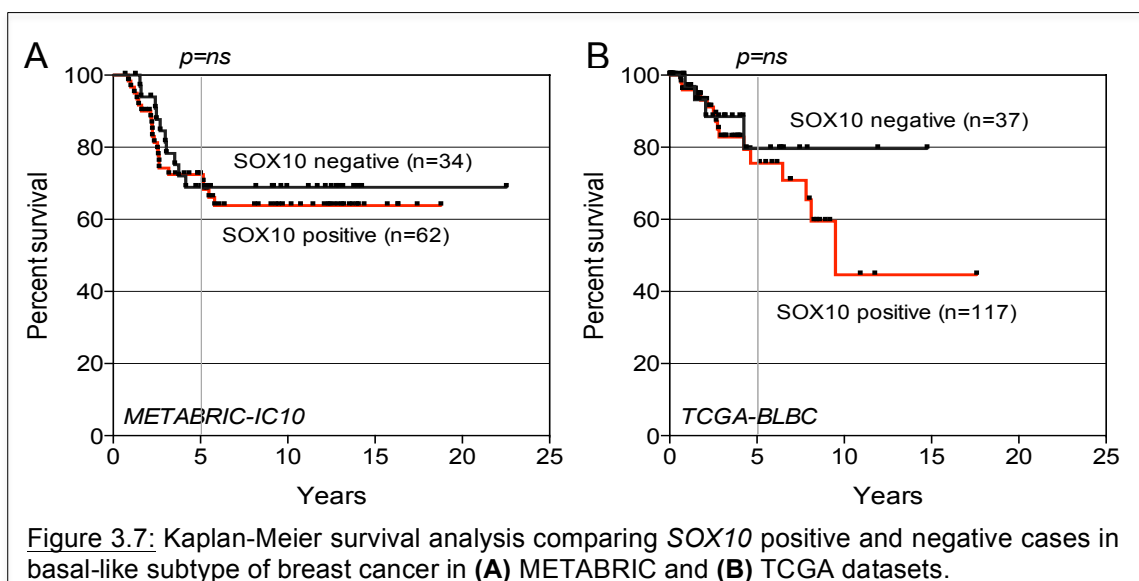 A
p=ns
100
80
60
40
20
0
Percent survival
SOX10 negative (n=34)
SOX10 positive (n=62)
METABRIC-IC10
0 5 10 15 20 25
Years
B
p=ns
100
80
60
40
20
0
Percent survival
SOX10 negative (n=37)
SOX10 positive (n=117)
TCGA-BLBC
0 5 10 15 20 25
Years
Figure 3.7: Kaplan-Meier survival analysis comparing SOX10 positive and negative cases in
basal-like subtype of breast cancer in (A) METABRIC and (B) TCGA datasets.